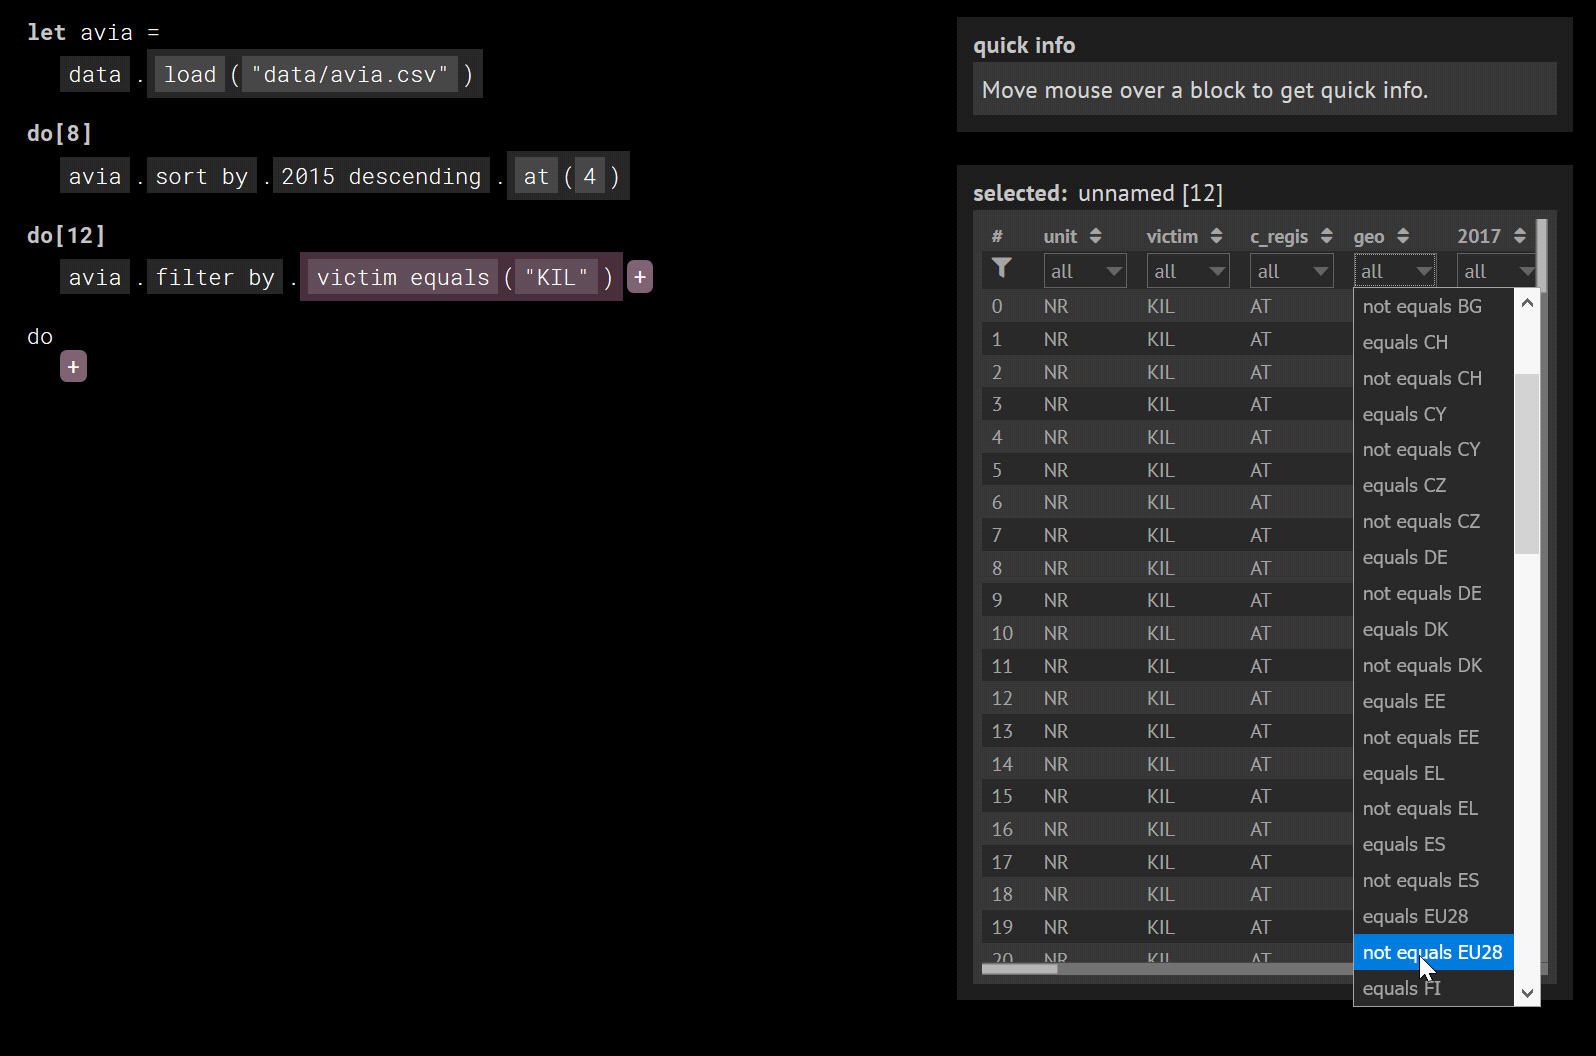 let avia =
data . load ( "data/avia.csv" )
do[8]
avia . sort by . 2015 descending . at ( 4 )
do[12]
avia . filter by . victim equals ( "KIL" ) +
do
+
quick info
Move mouse over a block to get quick info.
selected: unnamed [12]
# unit victim c_regis geo 2017
all all all all all
0 NR KIL AT
1 NR KIL AT
2 NR KIL AT
3 NR KIL AT
4 NR KIL AT
5 NR KIL AT
6 NR KIL AT
7 NR KIL AT
8 NR KIL AT
9 NR KIL AT
10 NR KIL AT
11 NR KIL AT
12 NR KIL AT
13 NR KIL AT
14 NR KIL AT
15 NR KIL AT
16 NR KIL AT
17 NR KIL AT
18 NR KIL AT
19 NR KIL AT
20 NR KIL AT
not equals BG
equals CH
not equals CH
equals CY
not equals CY
equals CZ
not equals CZ
equals DE
not equals DE
equals DK
not equals DK
equals EE
not equals EE
equals EL
not equals EL
equals ES
not equals ES
equals EU28
not equals EU28
equals FI